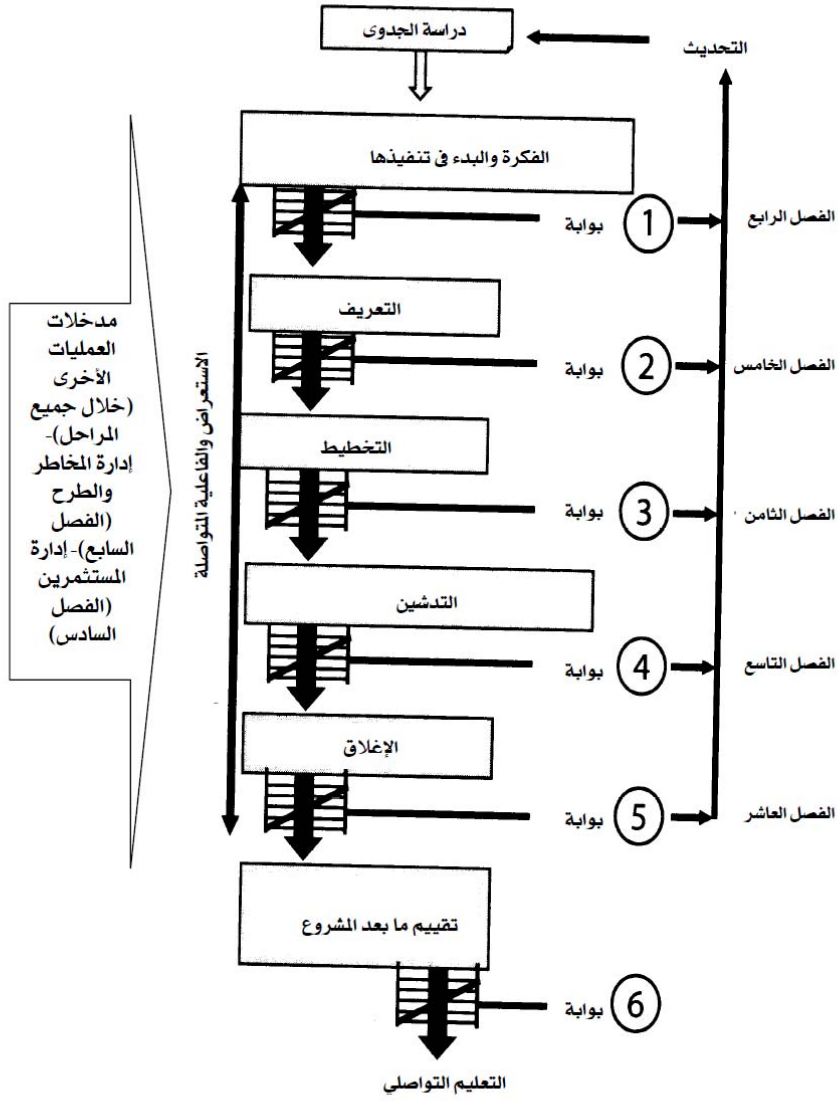 دراسة الجدوى
التحديث
الفكرة والبدء فى تنفيذها
بوابة
1
الفصل الرابع
التعريف
بوابة
2
الفصل الخامس
التخطيط
بوابة
3
الفصل الثامن
التدشين
بوابة
4
الفصل التاسع
الإغلاق
بوابة
5
الفصل العاشر
تقييم ما بعد المشروع
بوابة
6
التعليم التواصلي
الاستعراض والفاعلية المتواصلة
مدخلات
العمليات
الأخرى
(خلال جميع
المراحل)-
إدارة المخاطر
والطرح
(الفصل
السابع)-إدارة
المستثمرين
(الفصل
السادس)